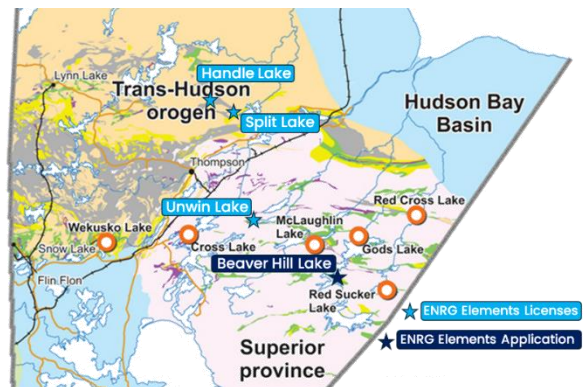 Handle Lake
Lynn Lake
Trans-Hudson
orogen
Split Lake
Hudson Bay
Basin
Thompson
Unwin Lake
Red Cross Lake
Wekusko Lake
McLaughlin
Lake
Snow Lake
Cross Lake
Gods Lake
Beaver Hill Lake
Flin Flon
Red Sucker
Lake
ENRG Elements Licenses
ENRG Elements Application
Superior
province